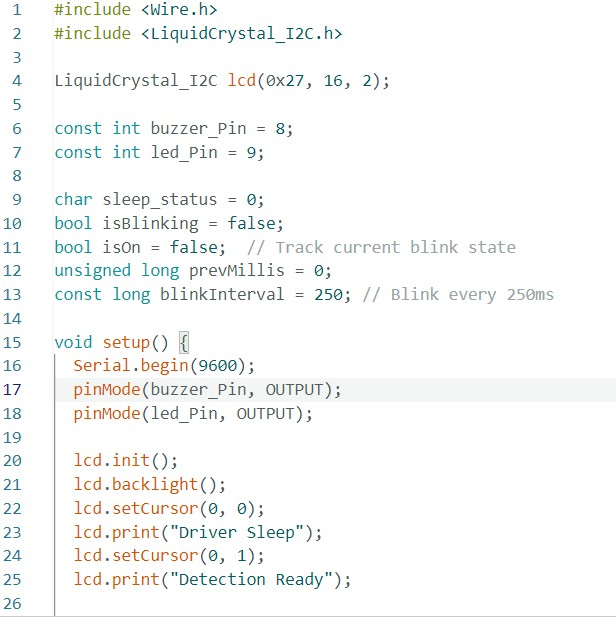 1 #include <Wire.h>
2 #include <LiquidCrystal_I2C.h>
3
4 LiquidCrystal_I2C lcd(0x27, 16, 2);
5
6 const int buzzer_Pin = 8;
7 const int led_Pin = 9;
8
9 char sleep_status = 0;
10 bool isBlinking = false;
11 bool isOn = false;  // Track current blink state
12 unsigned long prevMillis = 0;
13 const long blinkInterval = 250; // Blink every 250ms
14
15 void setup() {
16   Serial.begin(9600);
17   pinMode(buzzer_Pin, OUTPUT);
18   pinMode(led_Pin, OUTPUT);
19
20   lcd.init();
21   lcd.backlight();
22   lcd.setCursor(0, 0);
23   lcd.print("Driver Sleep");
24   lcd.setCursor(0, 1);
25   lcd.print("Detection Ready");
26